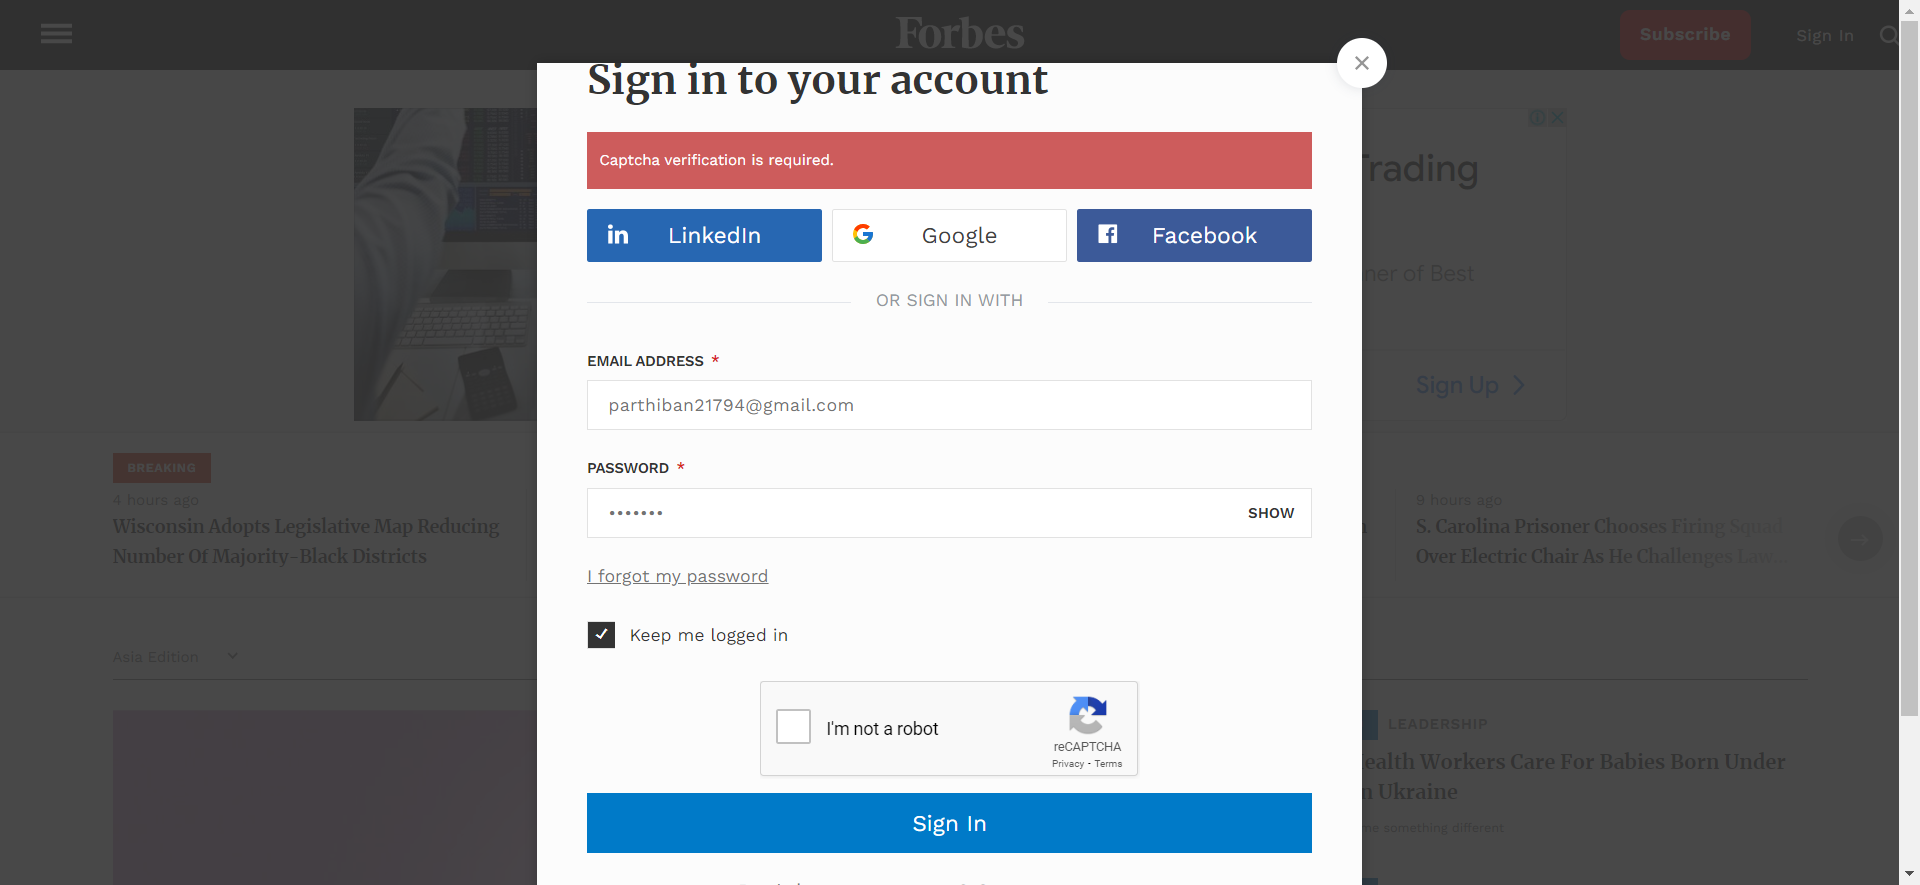 Forbes
Subscribe
Sign In
Sign in to your account
Captcha verification is required.
LinkedIn
Google
Facebook
OR SIGN IN WITH
EMAIL ADDRESS *
parthiban21794@gmail.com
PASSWORD *
•••••••
SHOW
I forgot my password
Keep me logged in
I'm not a robot
reCAPTCHA
Privacy - Terms
Sign In
Trading
ner of Best
Sign Up
BREAKING
4 hours ago
Wisconsin Adopts Legislative Map Reducing
Number Of Majority-Black Districts
9 hours ago
S. Carolina Prisoner Chooses Firing Squad
Over Electric Chair As He Challenges Law...
Asia Edition
LEADERSHIP
ealth Workers Care For Babies Born Under
n Ukraine
me something different